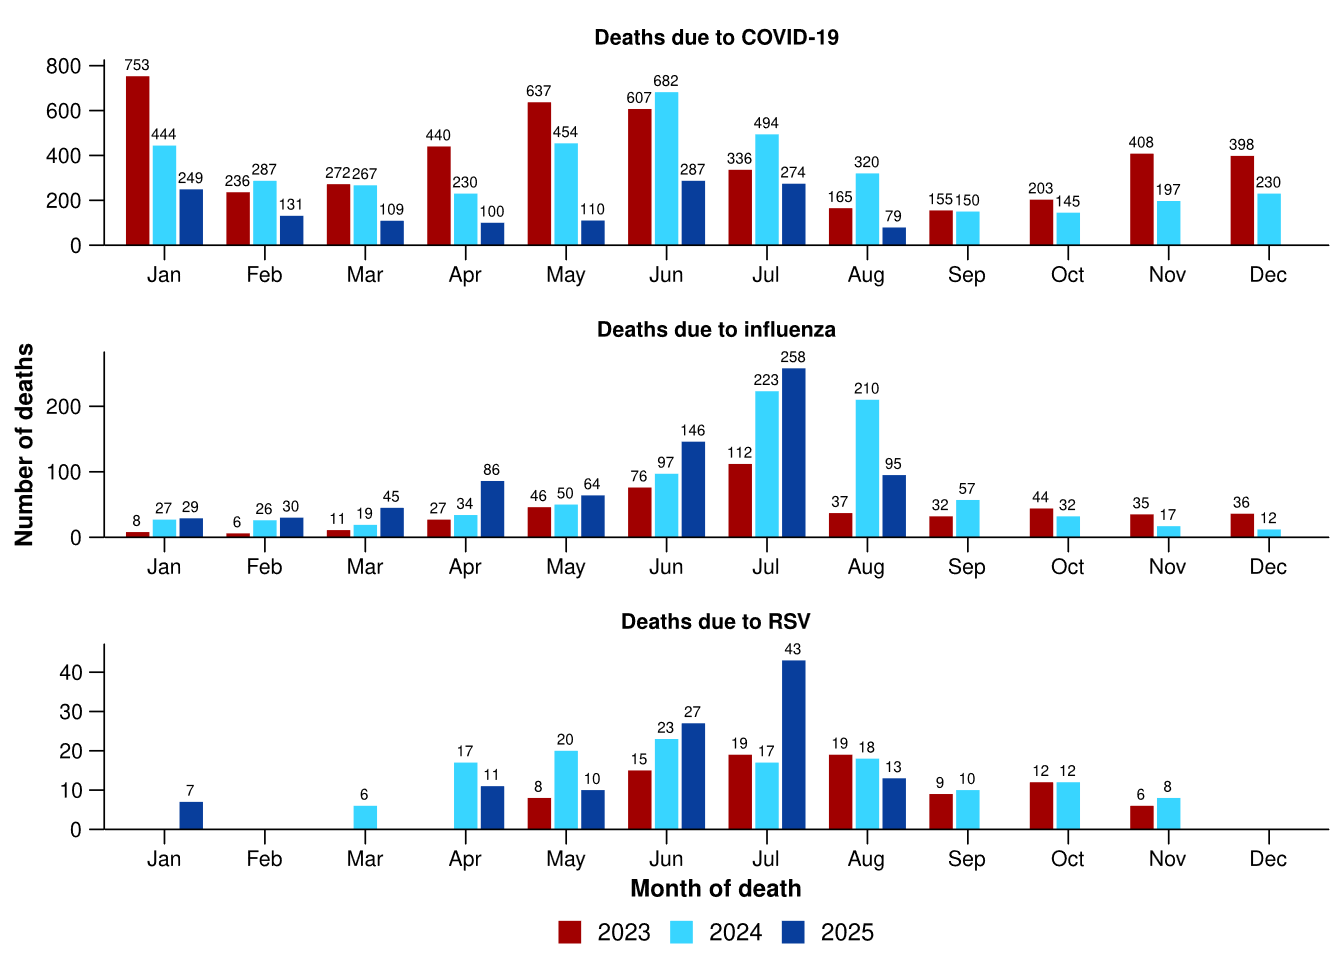 Deaths due to COVID-19
800
600
400
200
0
753 444 249
236 287 131
272 267 109
440 230 100
637 454 110
607 682 287
336 494 274
165 320 79
155 150
203 145
408 197
398 230
Jan Feb Mar Apr May Jun Jul Aug Sep Oct Nov Dec
Number of deaths
Deaths due to influenza
200
100
0
8 27 29
6 26 30
11 19 45
27 34 86
46 50 64
76 97 146
112 223 258
37 210 95
32 57
44 32
35 17
36 12
Jan Feb Mar Apr May Jun Jul Aug Sep Oct Nov Dec
Deaths due to RSV
40
30
20
10
0
7
6
17 11
8 20 10
15 23 27
19 17 43
19 18 13
9 10
12 12
6 8
Jan Feb Mar Apr May Jun Jul Aug Sep Oct Nov Dec
Month of death
2023 2024 2025